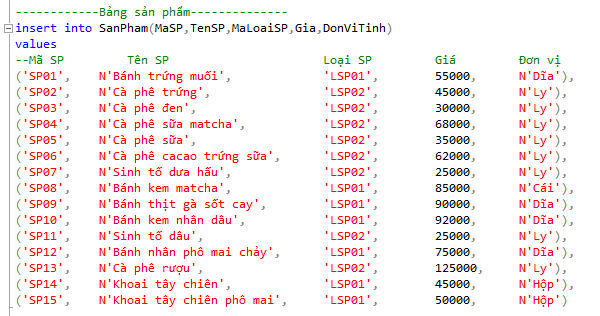 -------------Bảng sản phẩm--------------
insert into SanPham(MaSP,TenSP,MaLoaiSP,Gia,DonViTinh)
values
--Mã SP Tên SP Loại SP Giá Đơn vị
('SP01', N'Bánh trứng muối', 'LSP01', 55000, N'Dĩa'),
('SP02', N'Cà phê trứng', 'LSP02', 45000, N'Ly'),
('SP03', N'Cà phê đen', 'LSP02', 30000, N'Ly'),
('SP04', N'Cà phê sữa matcha', 'LSP02', 68000, N'Ly'),
('SP05', N'Cà phê sữa', 'LSP02', 35000, N'Ly'),
('SP06', N'Cà phê cacao trứng sữa', 'LSP02', 62000, N'Ly'),
('SP07', N'Sinh tố dưa hấu', 'LSP02', 25000, N'Ly'),
('SP08', N'Bánh kem matcha', 'LSP01', 85000, N'Cái'),
('SP09', N'Bánh thịt gà sốt cay', 'LSP01', 90000, N'Dĩa'),
('SP10', N'Bánh kem nhân dâu', 'LSP01', 92000, N'Dĩa'),
('SP11', N'Sinh tố dâu', 'LSP02', 25000, N'Ly'),
('SP12', N'Bánh nhân phô mai chảy', 'LSP01', 75000, N'Dĩa'),
('SP13', N'Cà phê rượu', 'LSP02', 125000, N'Ly'),
('SP14', N'Khoai tây chiên', 'LSP01', 45000, N'Hộp'),
('SP15', N'Khoai tây chiên phô mai', 'LSP01', 50000, N'Hộp')